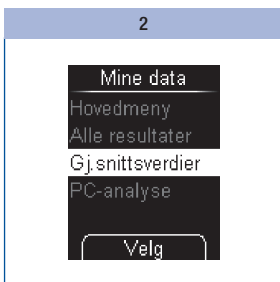 2
Mine data
Hovedmeny
Alle resultater
Gj.snittsverdier
PC-analyse
Velg